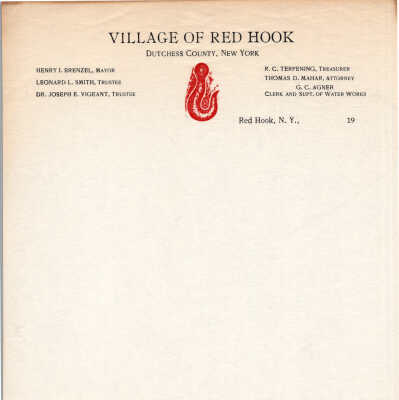 VILLAGE OF RED HOOK
DUTCHESS COUNTY, NEW YORK
HENRY I. BRENZEL, MAYOR
LEONARD L. SMITH, TRUSTEE
DR. JOSEPH E. VIGEANT, TRUSTEE
R. C. TERPENING, TREASURER
THOMAS D. MAHAR, ATTORNEY
G. C. AGNER
CLERK AND SUPT. OF WATER WORKS
Red Hook, N. Y., 19